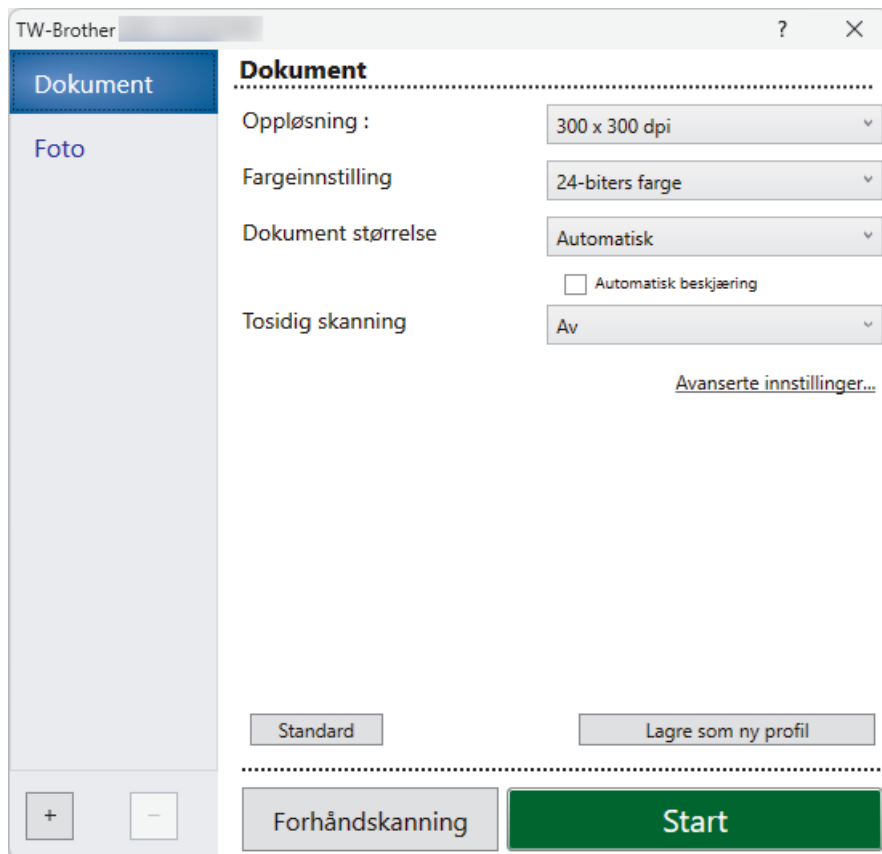 TW-Brother
?
Dokument
Foto
Dokument
Oppløsning :
300 x 300 dpi
Fargeinnstilling
24-biters farge
Dokument størrelse
Automatisk
Automatisk beskjæring
Tosidig skanning
Av
Avanserte innstillinger...
Standard
Lagre som ny profil
+
−
Forhåndskanning
Start